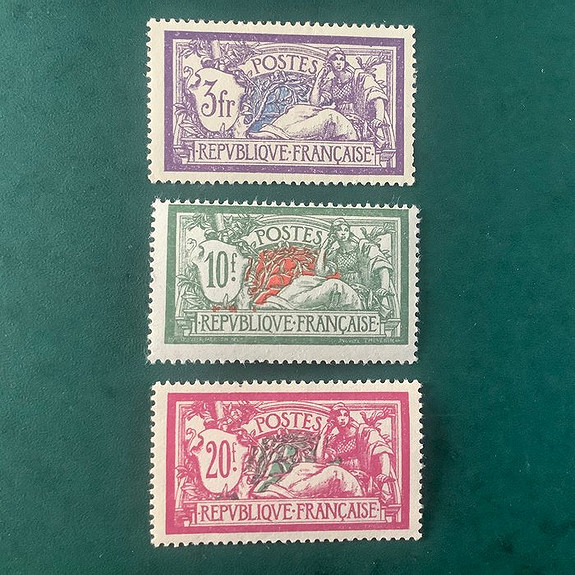 POSTES
3fr
REPVBLIQVE·FRANÇAISE
POSTES
10f.
REPVBLIQVE·FRANÇAISE
POSTES
20f.
REPVBLIQVE·FRANÇAISE